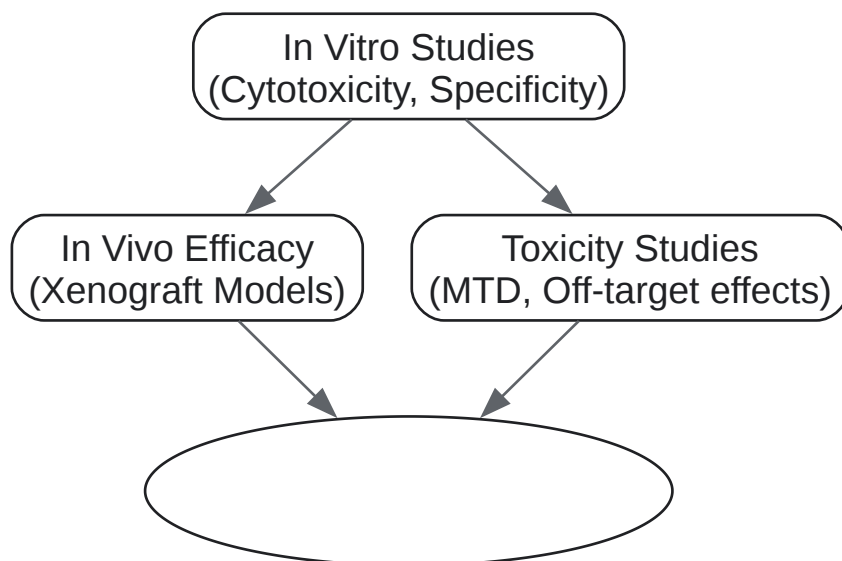 In Vitro Studies
(Cytotoxicity, Specificity)
In Vivo Efficacy
(Xenograft Models)
Toxicity Studies
(MTD, Off-target effects)